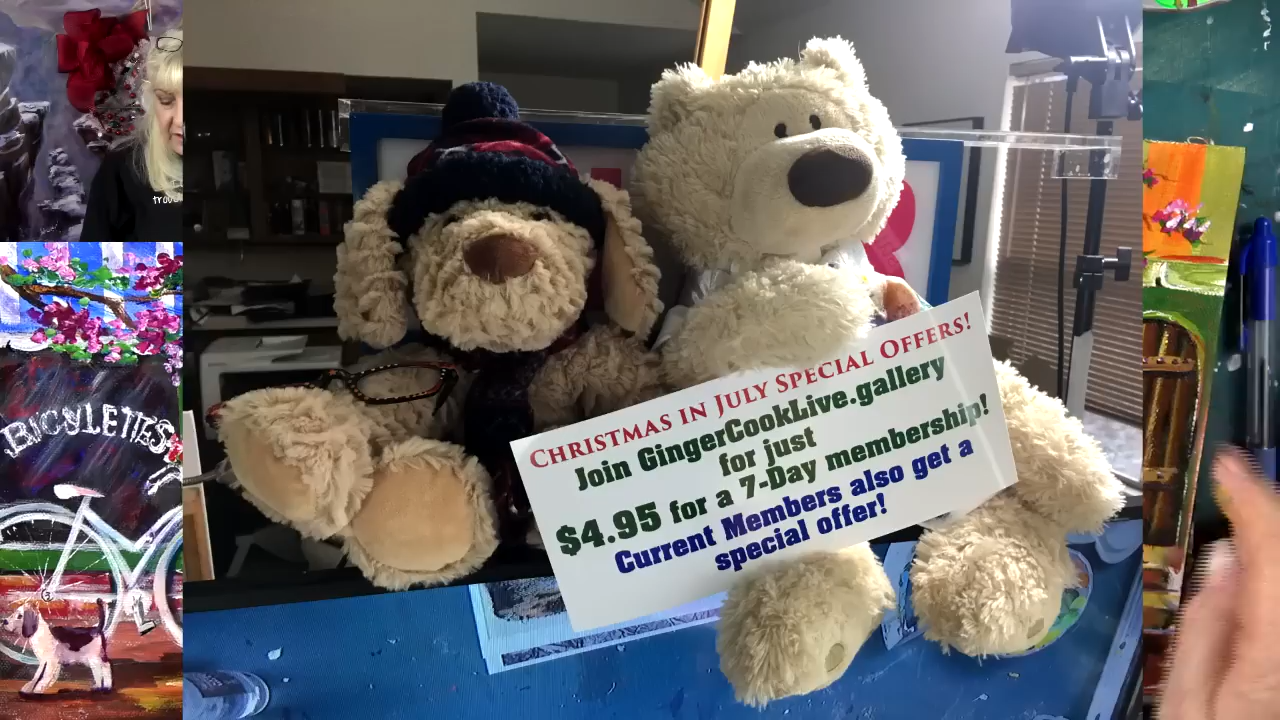 CHRISTMAS IN JULY SPECIAL OFFERS!
Join GingerCookLive.gallery
for just
$4.95 for a 7-Day membership!
Current Members also get a
special offer!
BICYLETTES